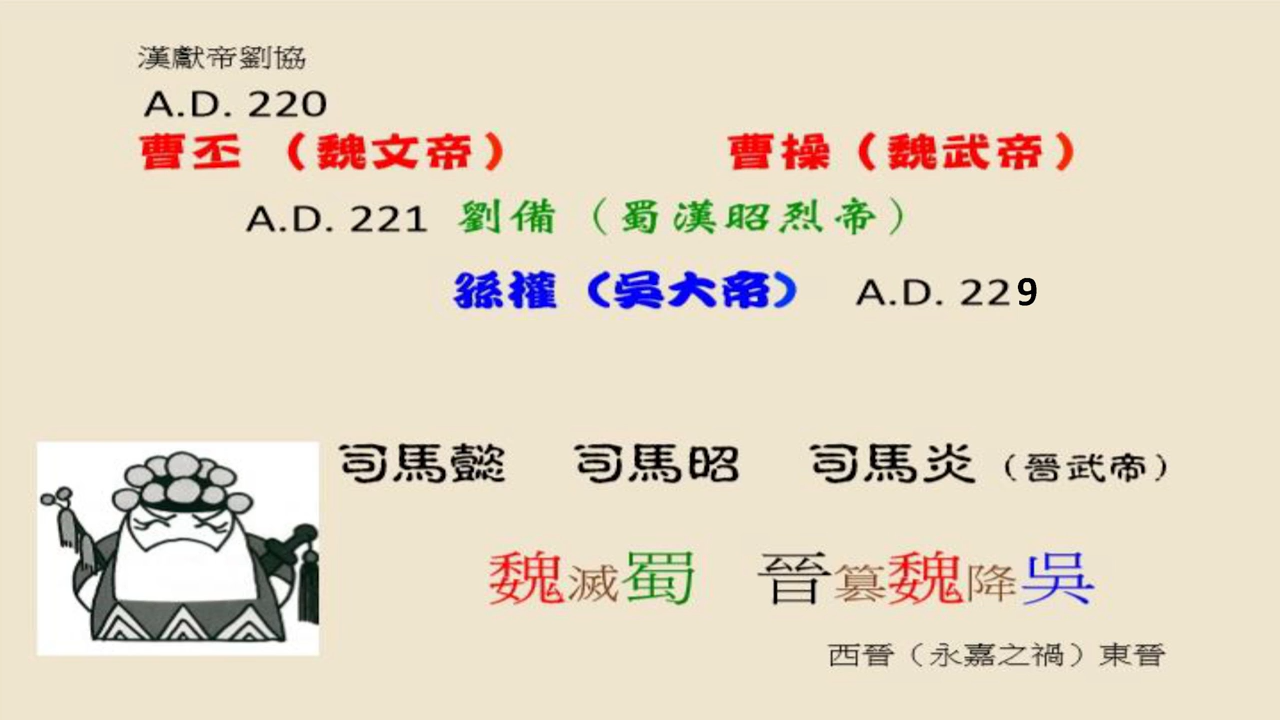 漢獻帝劉協
A.D. 220
曹丕 （魏文帝） 曹操（魏武帝）
A.D. 221 劉備（蜀漢昭烈帝）
孫權（吳大帝） A.D. 229
司馬懿 司馬昭 司馬炎（晉武帝）
魏滅蜀 晉篡魏降吳
西晉（永嘉之禍）東晉